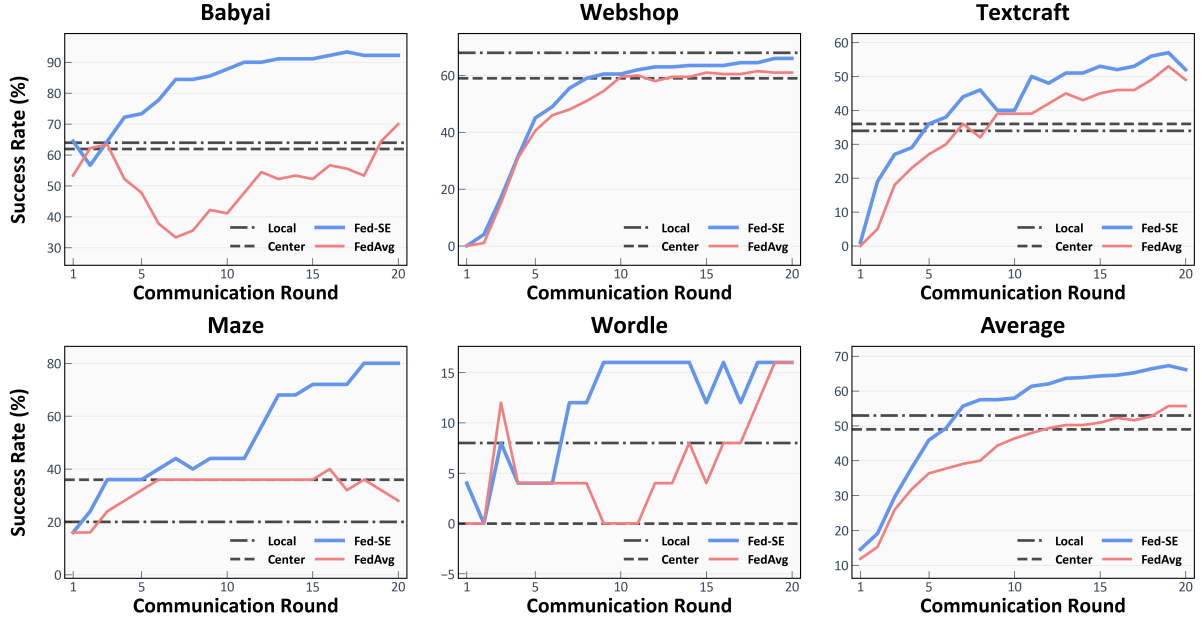 Babyai
Webshop
Textcraft
Success Rate (%)
90
80
70
60
50
40
30
60
40
20
0
60
50
40
30
20
10
0
Local
Fed-SE
Center
FedAvg
Local
Fed-SE
Center
FedAvg
Local
Fed-SE
Center
FedAvg
1 5 10 15 20
1 5 10 15 20
1 5 10 15 20
Communication Round
Communication Round
Communication Round
Maze
Wordle
Average
Success Rate (%)
80
60
40
20
0
15
10
5
0
−5
70
60
50
40
30
20
10
Local
Fed-SE
Center
FedAvg
Local
Fed-SE
Center
FedAvg
Local
Fed-SE
Center
FedAvg
1 5 10 15 20
1 5 10 15 20
1 5 10 15 20
Communication Round
Communication Round
Communication Round